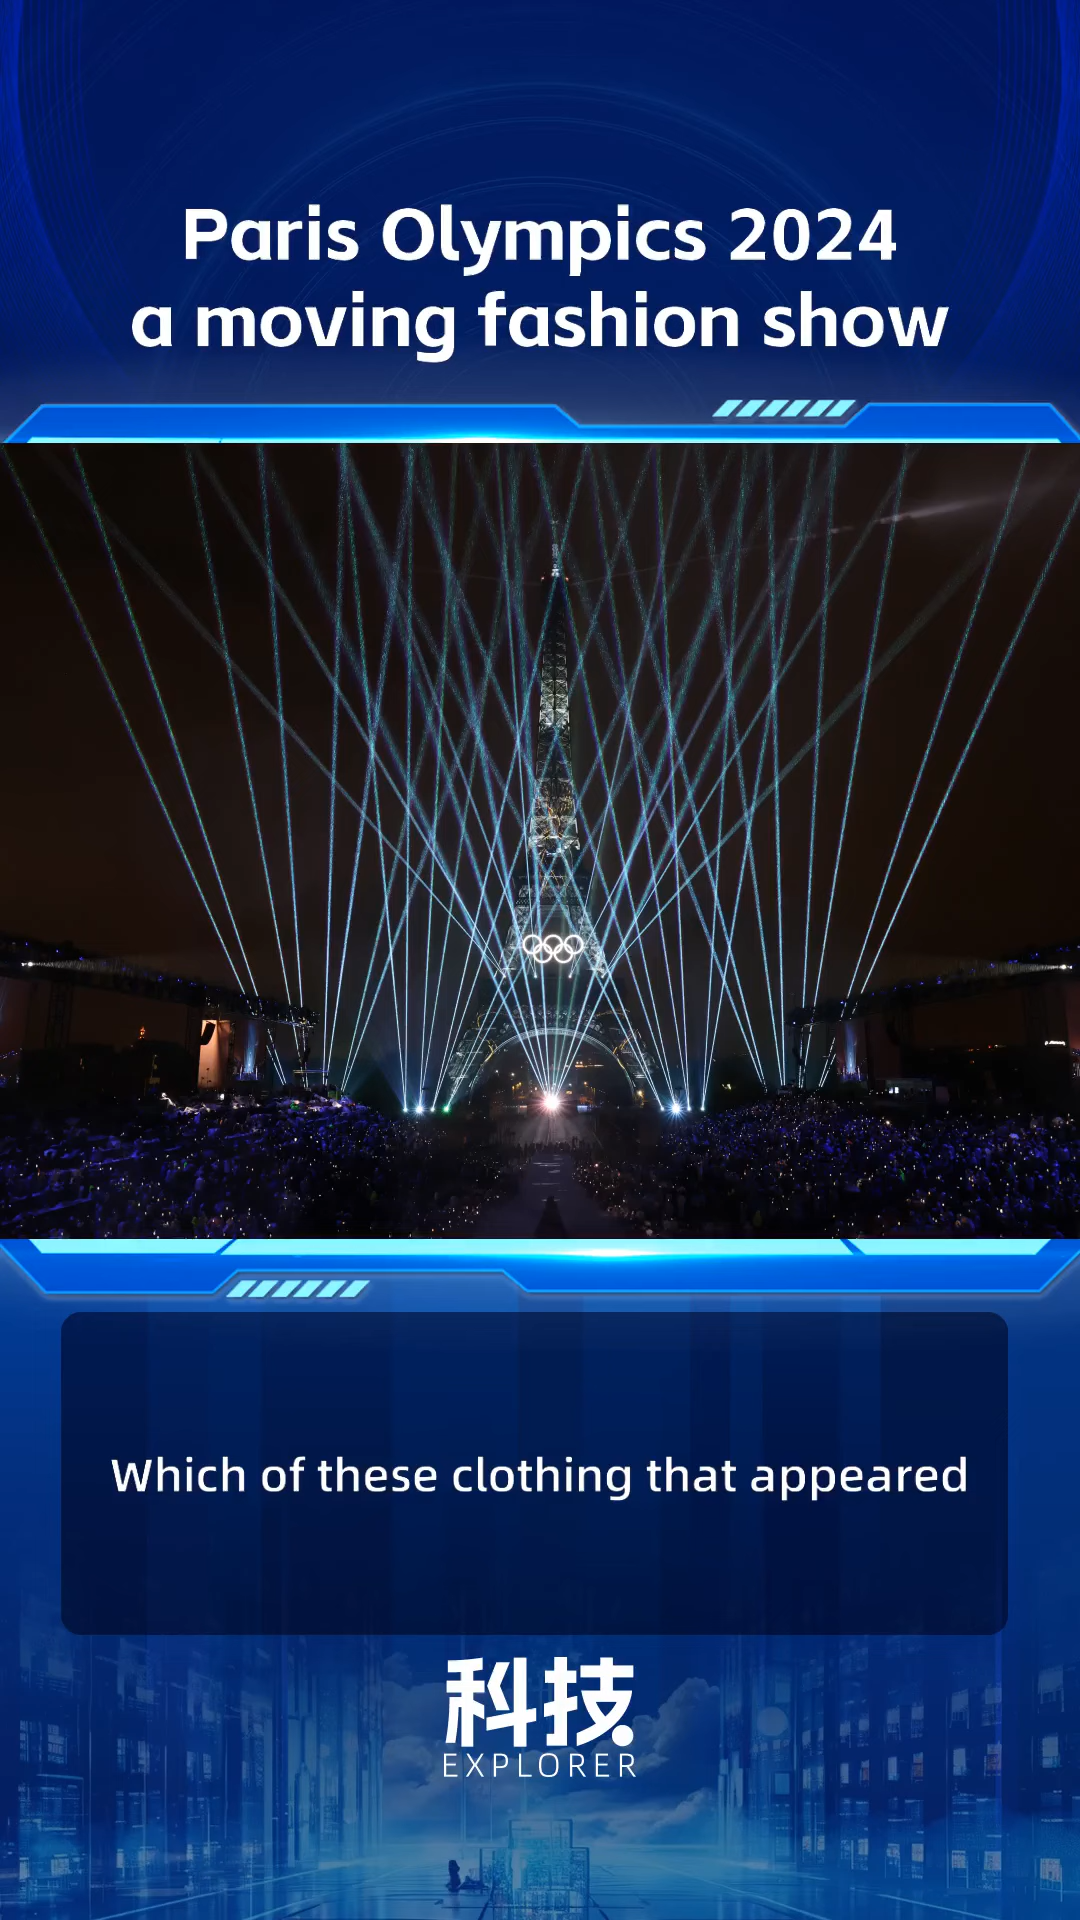 Paris Olympics 2024
a moving fashion show
Which of these clothing that appeared
科技
EXPLORER